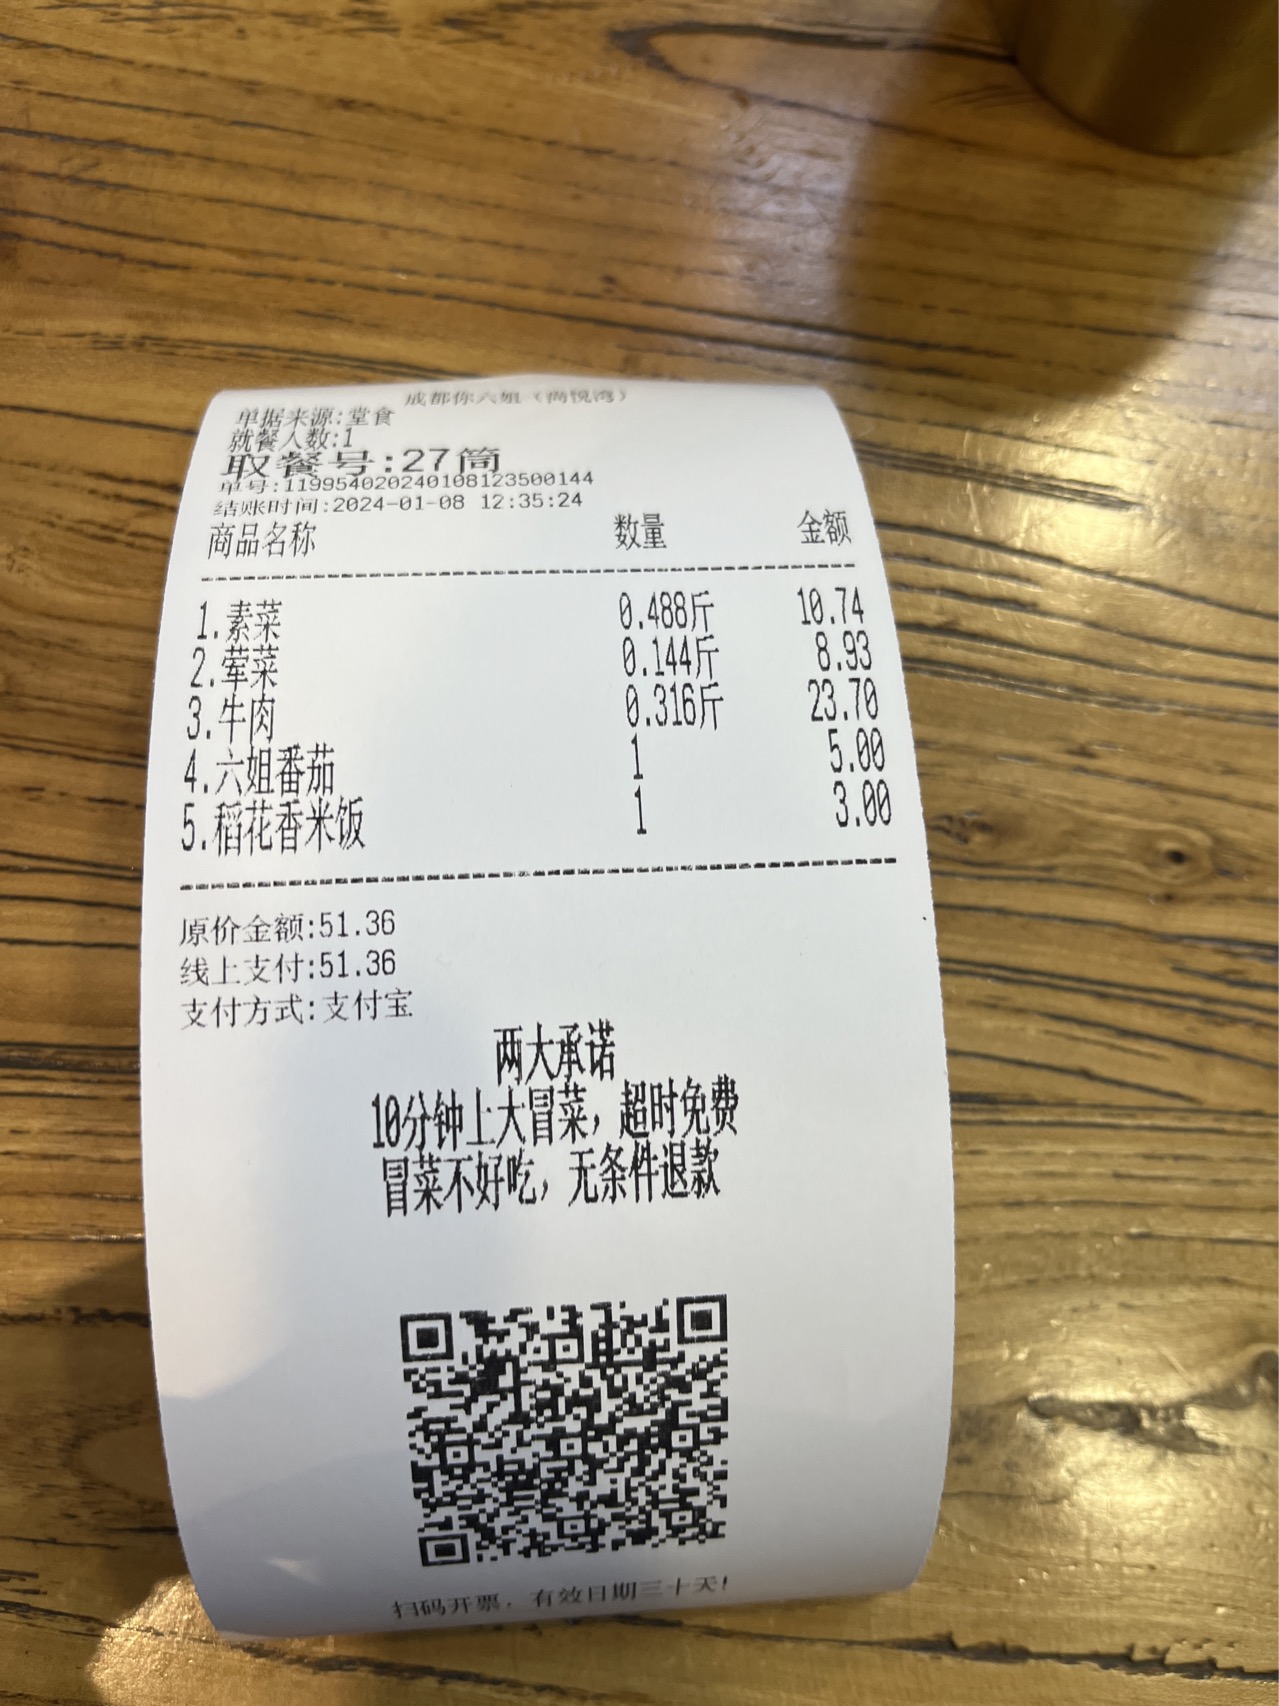 成都你六姐（尚悦湾）
单据来源:堂食
就餐人数:1
取餐号:27筒
单号:119954020240108123500144
结账时间:2024-01-08 12:35:24
商品名称 数量 金额
1.素菜 0.488斤 10.74
2.荤菜 0.144斤 8.93
3.牛肉 0.316斤 23.70
4.六姐番茄 1 5.00
5.稻花香米饭 1 3.00
原价金额:51.36
线上支付:51.36
支付方式:支付宝
两大承诺
10分钟上大冒菜，超时免费
冒菜不好吃，无条件退款
扫码开票，有效日期三十天!